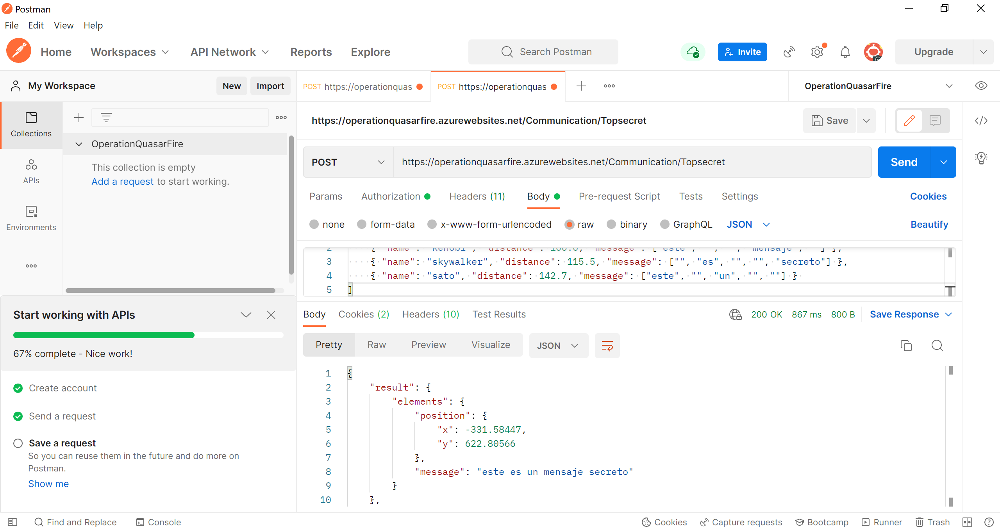 Postman
File Edit View Help
Home Workspaces API Network Reports Explore Search Postman Invite Upgrade
My Workspace New Import POST https://operationquas POST https://operationquas OperationQuasarFire
https://operationquasarfire.azurewebsites.net/Communication/Topsecret Save
Collections
OperationQuasarFire
This collection is empty
Add a request to start working.
APIs
Environments
POST https://operationquasarfire.azurewebsites.net/Communication/Topsecret Send
Params Authorization Headers (11) Body Pre-request Script Tests Settings Cookies
none form-data x-www-form-urlencoded raw binary GraphQL JSON Beautify
2 { "name": "kenobi", "distance": 100.0, "message": ["este", "", "", "mensaje", ""] },
3 { "name": "skywalker", "distance": 115.5, "message": ["", "es", "", "", "secreto"] },
4 { "name": "sato", "distance": 142.7, "message": ["este", "", "un", "", ""] }
5 ]
Start working with APIs
67% complete - Nice work!
Create account
Send a request
Save a request
So you can reuse them in the future and do more on
Postman.
Show me
Body Cookies (2) Headers (10) Test Results 200 OK 867 ms 800 B Save Response
Pretty Raw Preview Visualize JSON
1 {
2 "result": {
3 "elements": {
4 "position": {
5 "x": -331.58447,
6 "y": 622.80566
7 },
8 "message": "este es un mensaje secreto"
9 }
10 },
Find and Replace Console Cookies Capture requests Bootcamp Runner Trash